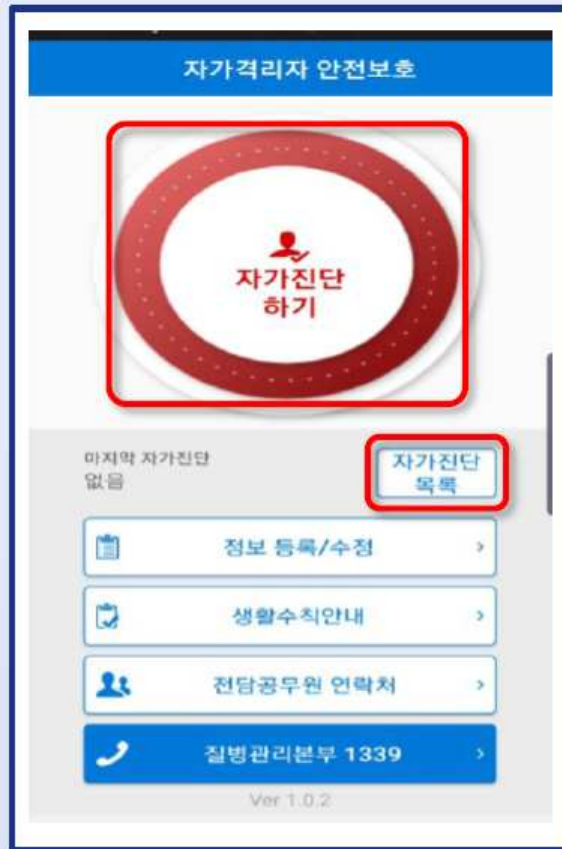 자가격리자 안전보호
자가진단
하기
마지막 자가진단
없음
자가진단
목록
정보 등록/수정
생활수칙안내
전담공무원 연락처
질병관리본부 1339
Ver 1.0.2